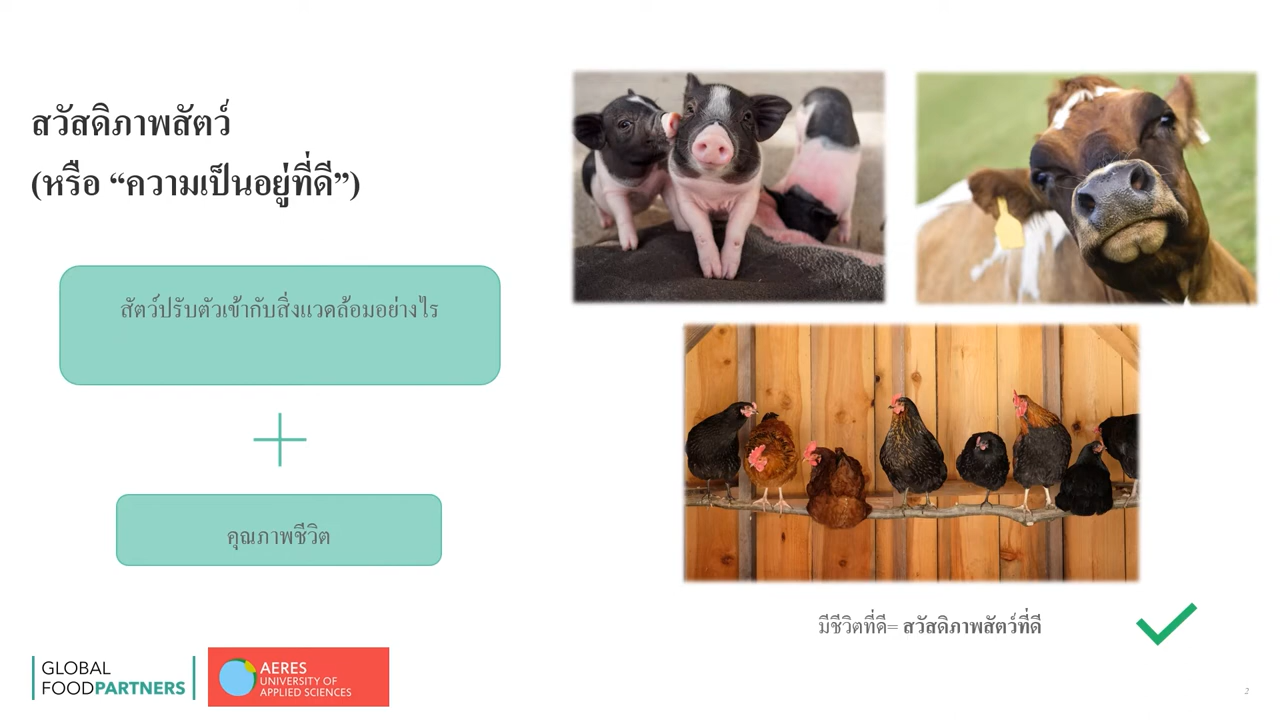 สวัสดิภาพสัตว์
(หรือ “ความเป็นอยู่ที่ดี”)
สัตว์ปรับตัวเข้ากับสิ่งแวดล้อมอย่างไร
คุณภาพชีวิต
มีชีวิตที่ดี= สวัสดิภาพสัตว์ที่ดี
GLOBAL
FOODPARTNERS
AERES
UNIVERSITY OF
APPLIED SCIENCES
2